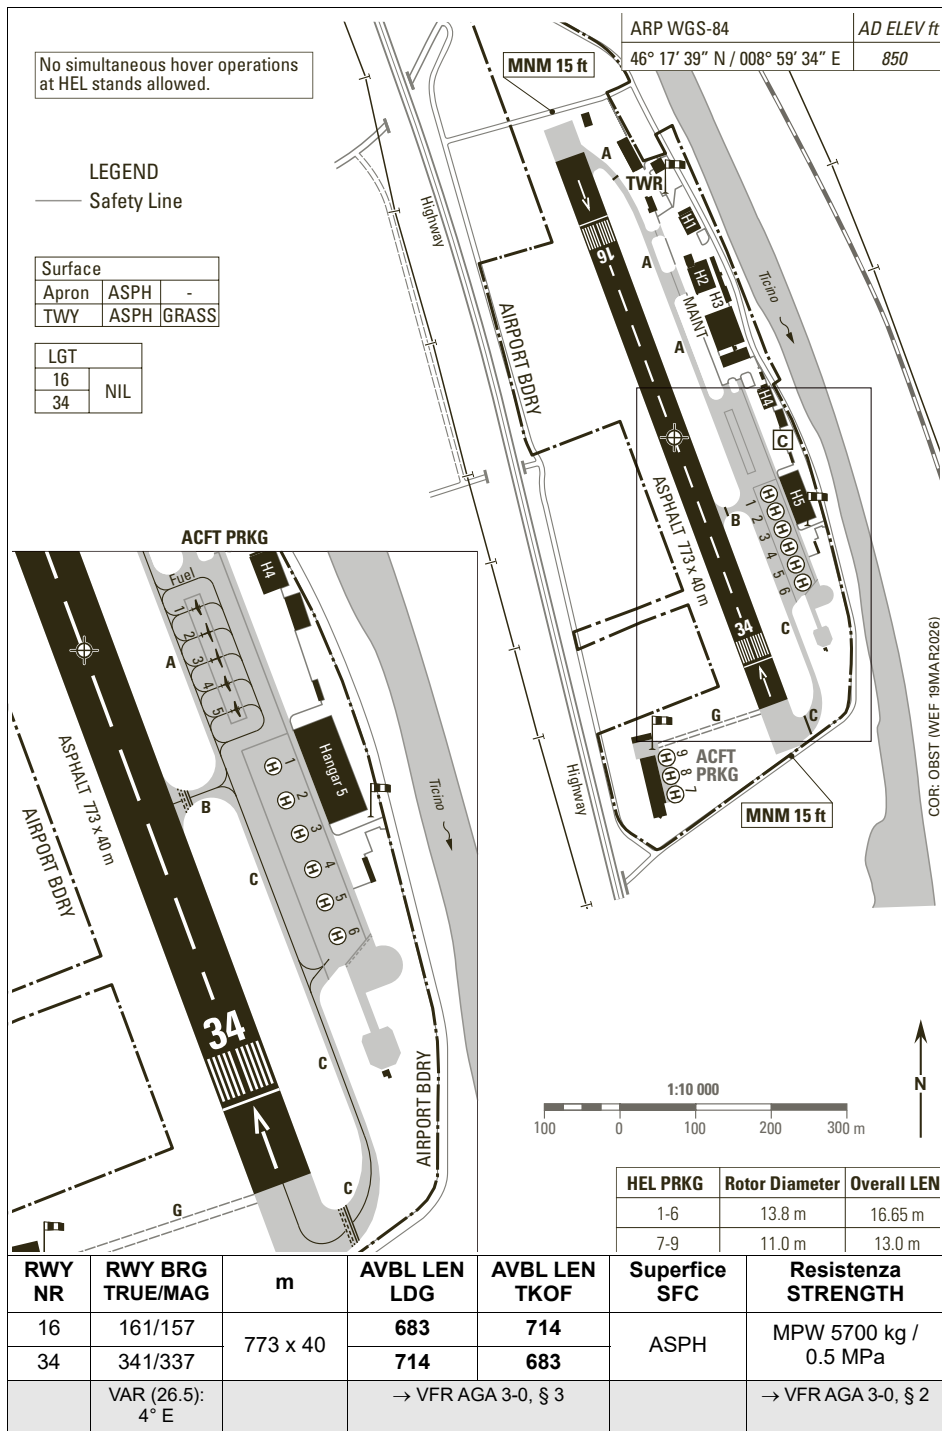 ARP WGS-84 AD ELEV ft
46° 17′ 39″ N / 008° 59′ 34″ E 850
No simultaneous hover operations
at HEL stands allowed.
MNM 15 ft
LEGEND
Safety Line
Surface
Apron ASPH -
TWY ASPH GRASS
LGT
16
34
NIL
Highway
AIRPORT BDRY
A
TWR
H1
16
A
H2
H3
MAINT
Ticino
A
H4
C
H5
ASPHALT 773 x 40 m
B
H
H
H
H
H
H
1
2
3
4
5
6
34
C
G
C
ACFT
PRKG
H
H
H
9
8
7
MNM 15 ft
Highway
COR: OBST (WEF 19MAR2026)
ACFT PRKG
Fuel
H4
1
2
3
4
5
A
ASPHALT 773 x 40 m
AIRPORT BDRY
Hangar 5
Ticino
B
H 1
H 2
H 3
H 4
H 5
H 6
C
34
C
AIRPORT BDRY
C
G
1:10 000
100 0 100 200 300 m
N
HEL PRKG Rotor Diameter Overall LEN
1-6 13.8 m 16.65 m
7-9 11.0 m 13.0 m
RWY NR RWY BRG TRUE/MAG m AVBL LEN LDG AVBL LEN TKOF Superfice SFC Resistenza STRENGTH
16 161/157 773 x 40 683 714 ASPH MPW 5700 kg / 0.5 MPa
34 341/337 714 683
VAR (26.5): 4° E → VFR AGA 3-0, § 3 → VFR AGA 3-0, § 2